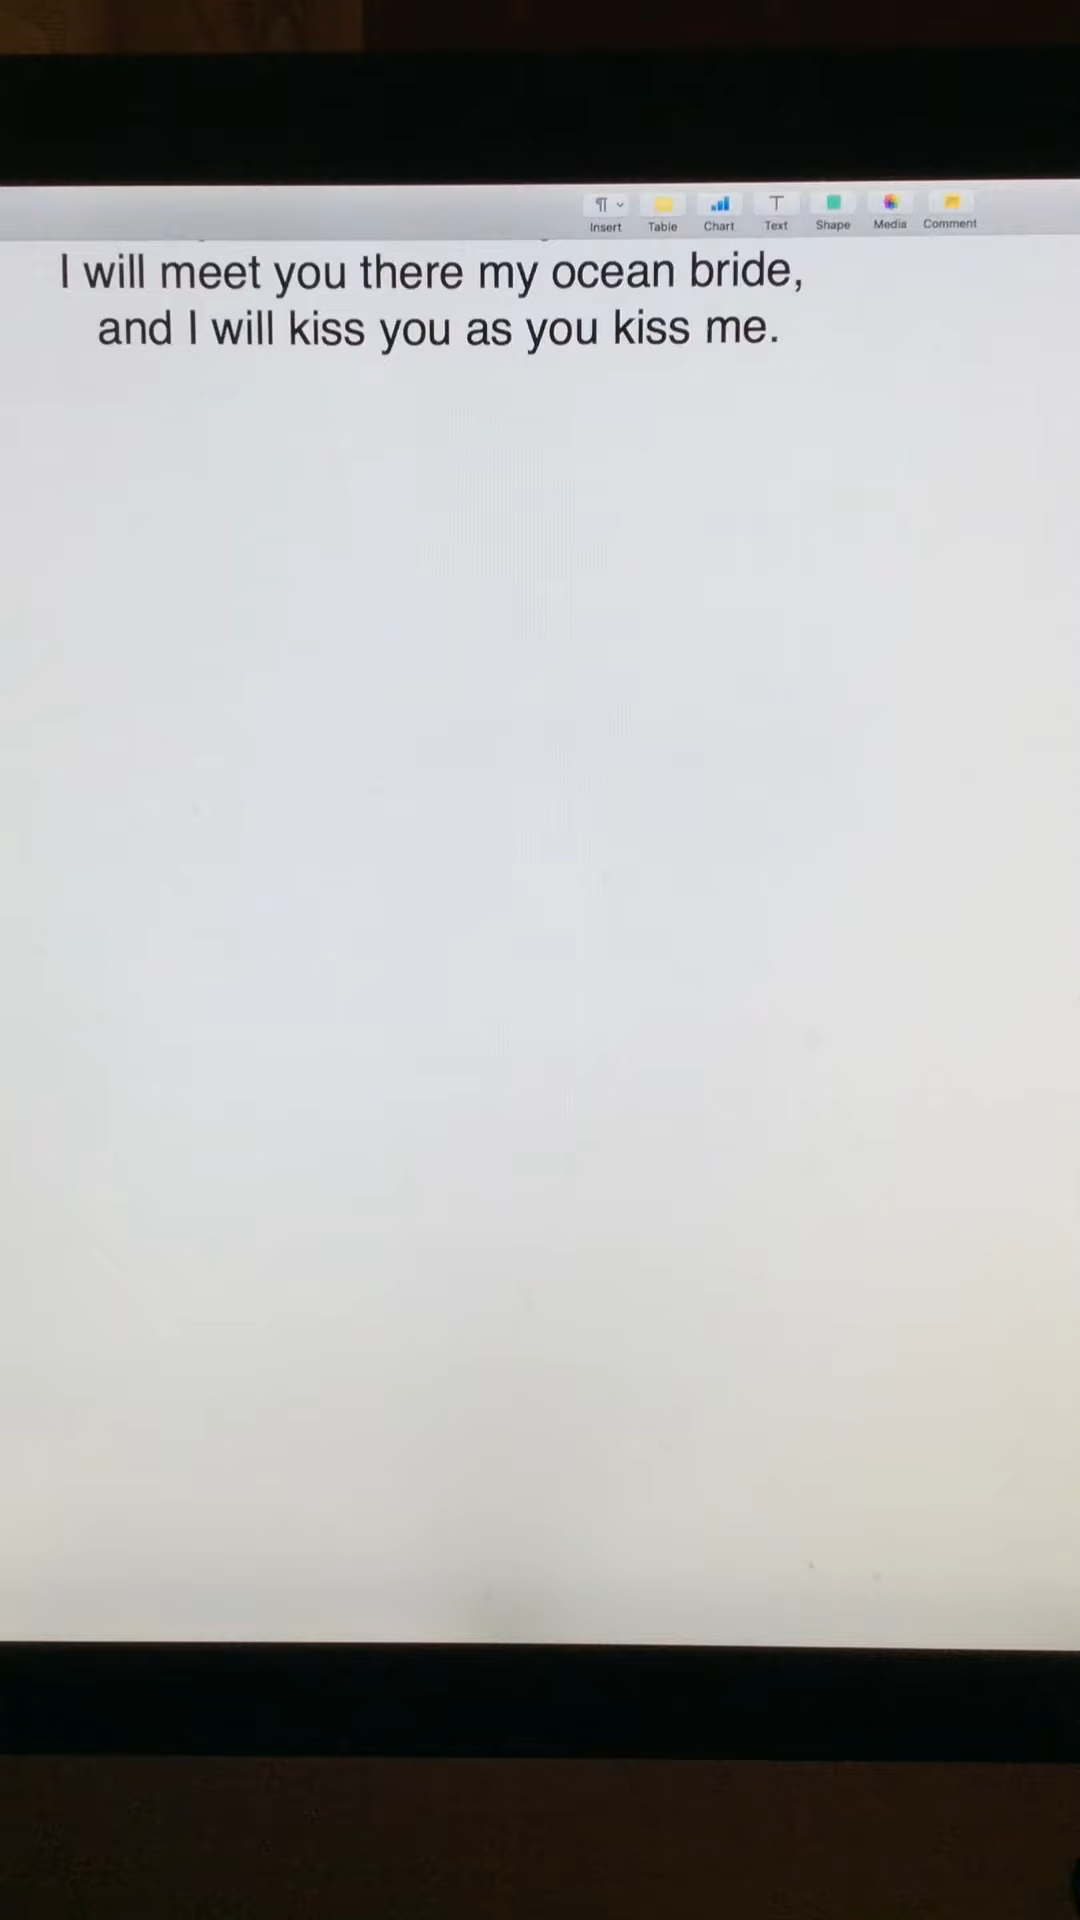 Insert Table Chart Text Shape Media Comment
I will meet you there my ocean bride,
and I will kiss you as you kiss me.